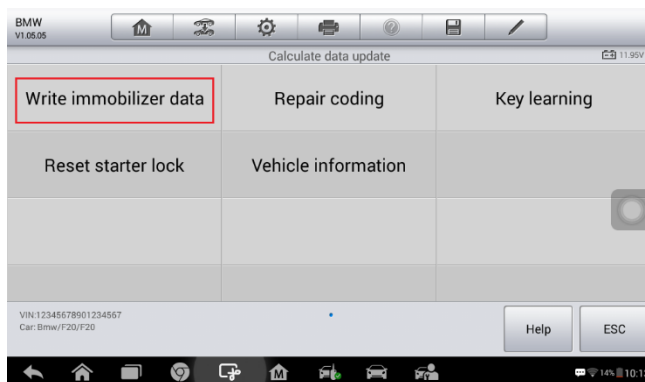 BMW
V1.05.05
Calculate data update
11.95V
Write immobilizer data
Repair coding
Key learning
Reset starter lock
Vehicle information
VIN:12345678901234567
Car: Bmw/F20/F20
Help
ESC
14%